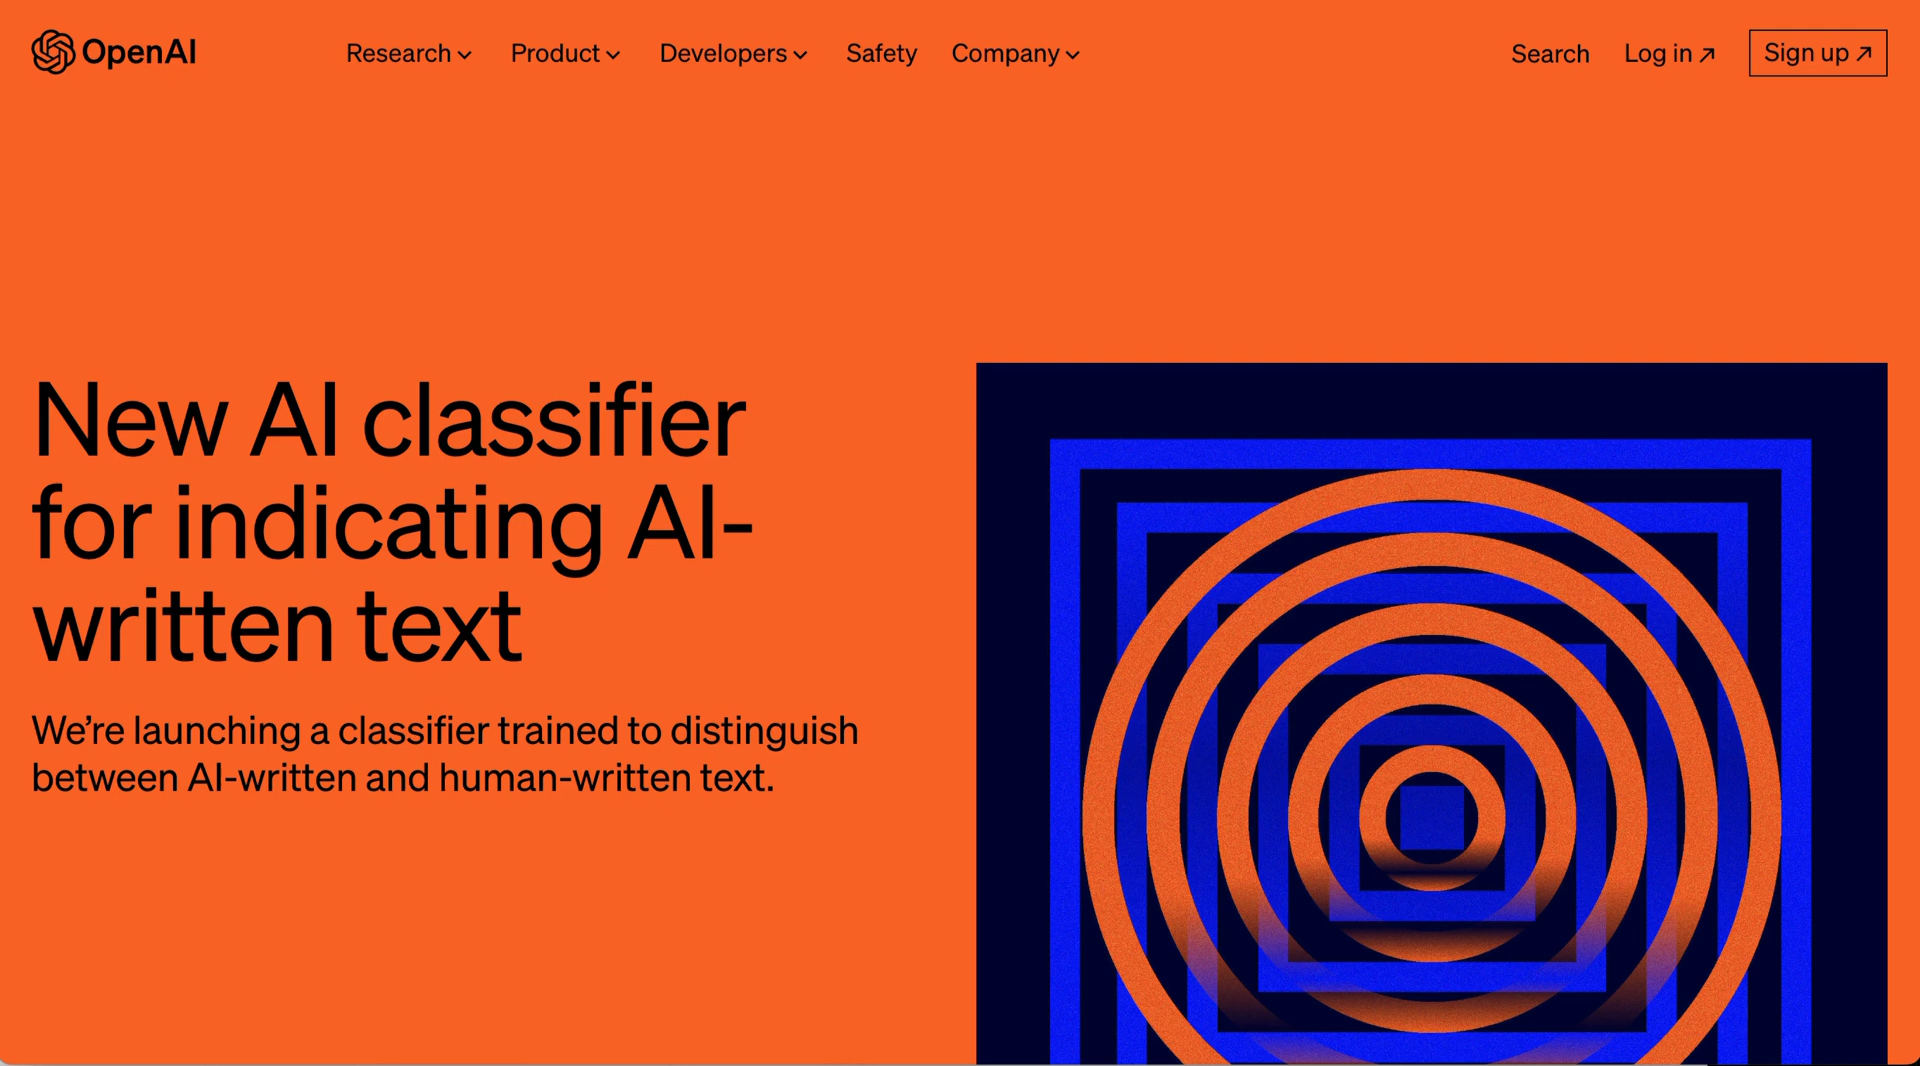 OpenAI
Research
Product
Developers
Safety
Company
Search
Log in
Sign up
New AI classifier
for indicating AI-
written text
We’re launching a classifier trained to distinguish
between AI-written and human-written text.